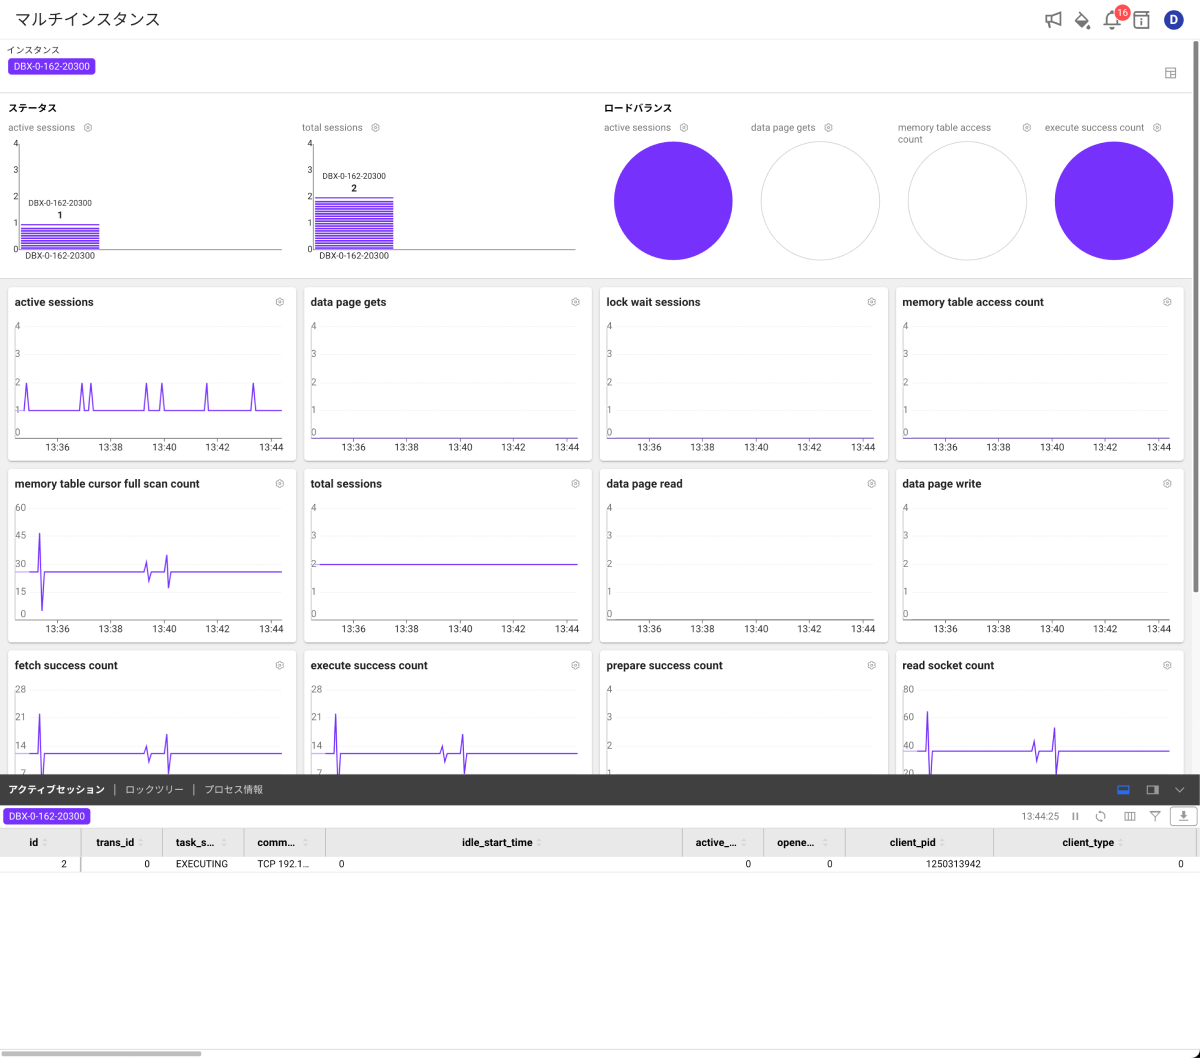 マルチインスタンス
16
D
インスタンス
DBX-0-162-20300
ステータス
ロードバランス
active sessions
total sessions
active sessions
data page gets
memory table access count
execute success count
4
3
2
1
0
DBX-0-162-20300
1
DBX-0-162-20300
4
3
2
1
0
DBX-0-162-20300
2
DBX-0-162-20300
active sessions
4
3
2
1
0
13:36 13:38 13:40 13:42 13:44
data page gets
4
3
2
1
0
13:36 13:38 13:40 13:42 13:44
lock wait sessions
4
3
2
1
0
13:36 13:38 13:40 13:42 13:44
memory table access count
4
3
2
1
0
13:36 13:38 13:40 13:42 13:44
memory table cursor full scan count
60
45
30
15
0
13:36 13:38 13:40 13:42 13:44
total sessions
4
3
2
1
0
13:36 13:38 13:40 13:42 13:44
data page read
4
3
2
1
0
13:36 13:38 13:40 13:42 13:44
data page write
4
3
2
1
0
13:36 13:38 13:40 13:42 13:44
fetch success count
28
21
14
7
execute success count
28
21
14
7
prepare success count
4
3
2
1
read socket count
80
60
40
20
アクティブセッション | ロックツリー | プロセス情報
DBX-0-162-20300
13:44:25
id trans_id task_s... comm... idle_start_time active_... opene... client_pid client_type
2 0 EXECUTING TCP 192.1... 0 0 0 1250313942 0